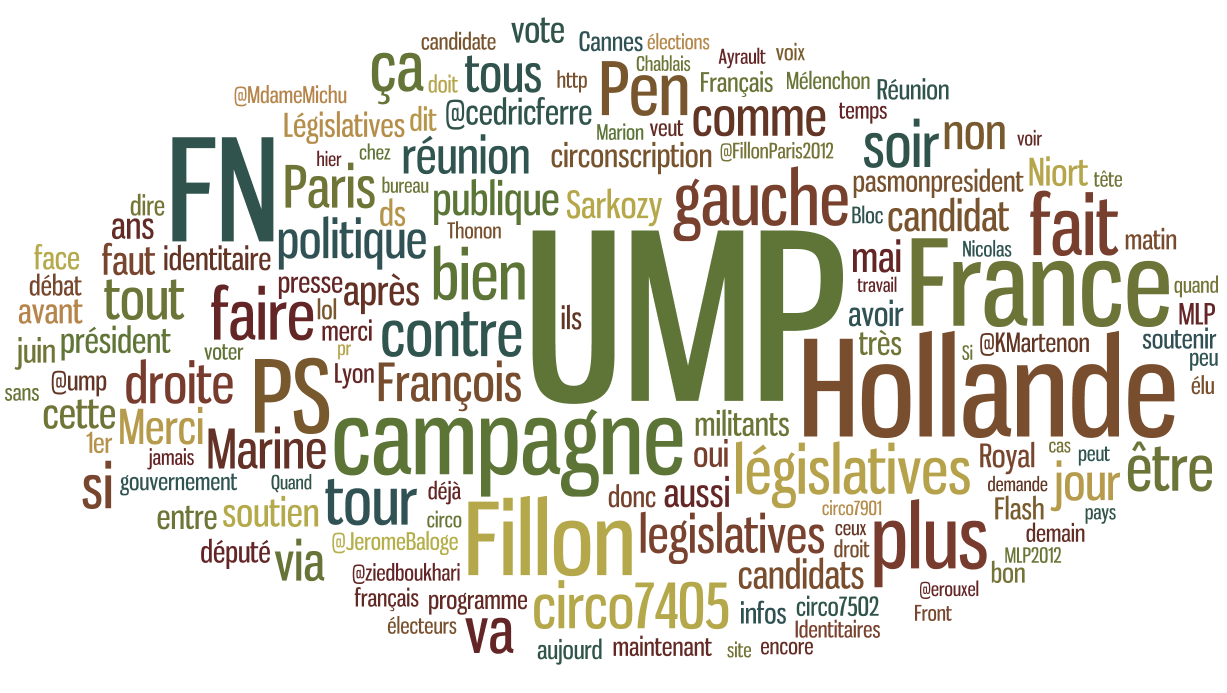 vote
candidate
Cannes
élections
Ayrault
voix
ça
doit
tous
http
Pen
Chablais
Français
Mélenchon
Réunion
@MdameMichu
Législatives
dit
@cedricferre
Marion
veut
comme
temps
hier
chez
réunion
circonscription
@FillonParis2012
soir
non
voir
FN
Paris
bureau
publique
Sarkozy
gauche
pasmonpresident
Niort
tête
dire
ans
ds
Thonon
Bloc
candidat
fait
matin
face
faut
identitaire
politique
bien
UMP
mai
Nicolas
France
quand
débat
avant
tout
presse
après
travail
faire
lol
merci
contre
ils
avoir
MLP
juin
président
voter
pr
très
Si
@KMartenon
soutenir
peu
sans
@ump
droite
PS
Lyon
François
Hollande
élu
cette
1er
Merci
jamais
Marine
campagne
militants
oui
législatives
Royal
cas
peut
être
si
gouvernement
Quand
tour
déjà
donc
aussi
demande
jour
entre
soutien
circo
Fillon
legislatives
circo7901
ceux
plus
Flash
pays
demain
député
via
@JeromeBaloge
droit
MLP2012
bon
@ziedboukhari
candidats
@erouxel
français
programme
circo7405
infos
circo7502
Front
électeurs
va
Identitaires
aujourd
maintenant
site
encore